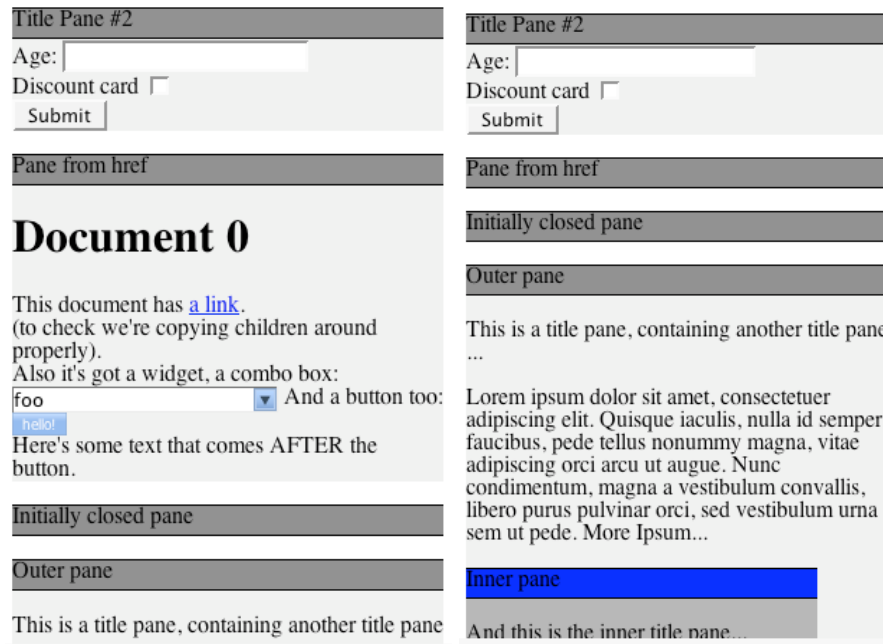 Title Pane #2
Age:
Discount card
Submit
Pane from href
Document 0
This document has a link.
(to check we're copying children around
properly).
Also it's got a widget, a combo box:
foo And a button too:
hello!
Here's some text that comes AFTER the
button.
Initially closed pane
Outer pane
This is a title pane, containing another title pane
Title Pane #2
Age:
Discount card
Submit
Pane from href
Initially closed pane
Outer pane
This is a title pane, containing another title pane
...
Lorem ipsum dolor sit amet, consectetuer
adipiscing elit. Quisque iaculis, nulla id semper
faucibus, pede tellus nonummy magna, vitae
adipiscing orci arcu ut augue. Nunc
condimentum, magna a vestibulum convallis,
libero purus pulvinar orci, sed vestibulum urna
sem ut pede. More Ipsum...
Inner pane
And this is the inner title pane...